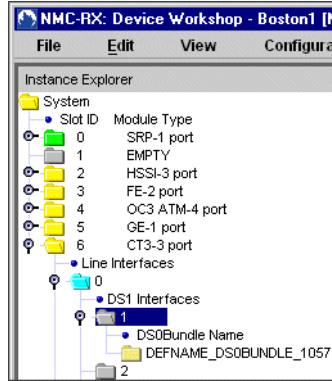 NMC-RX: Device Workshop - Boston1 [N
File Edit View Configura
Instance Explorer
System
Slot ID Module Type
0 SRP-1 port
1 EMPTY
2 HSSI-3 port
3 FE-2 port
4 OC3 ATM-4 port
5 GE-1 port
6 CT3-3 port
Line Interfaces
0
DS1 Interfaces
1
DS0Bundle Name
DEFNAME_DS0BUNDLE_1057
2